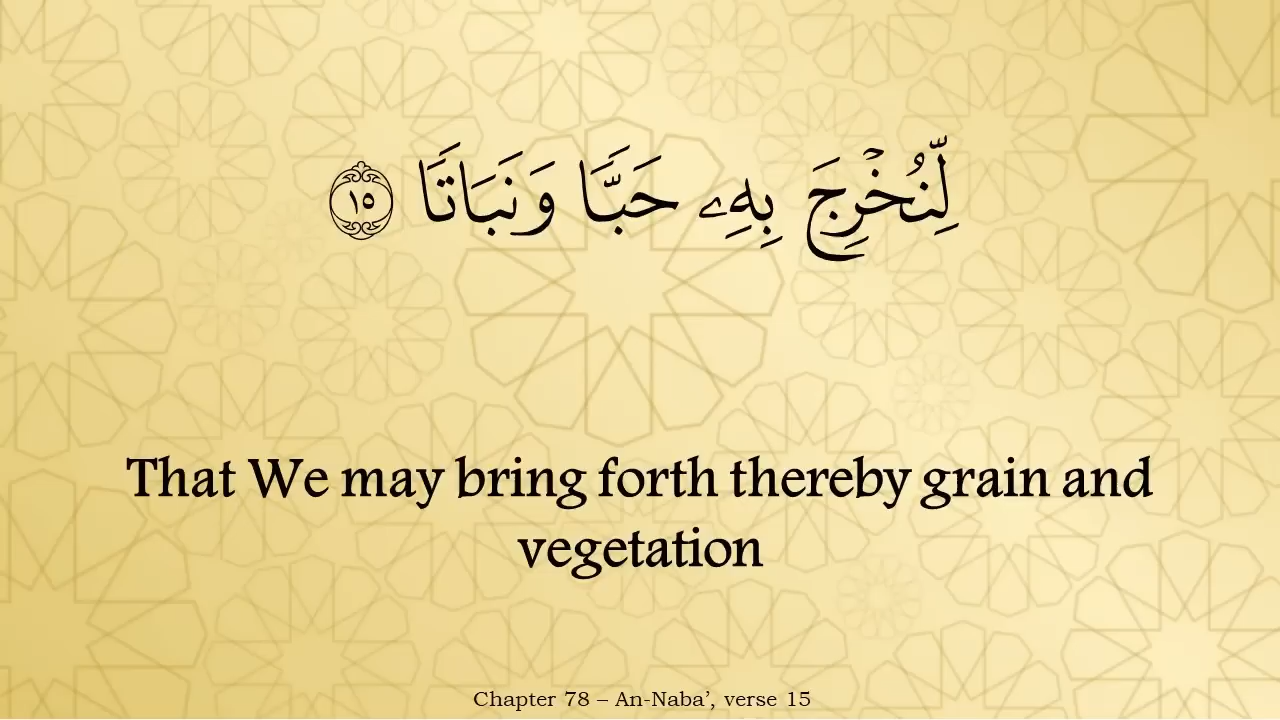 لِّنُخْرِجَ بِهِۦ حَبًّا وَنَبَاتًا ١٥
That We may bring forth thereby grain and
vegetation
Chapter 78 – An-Naba’, verse 15